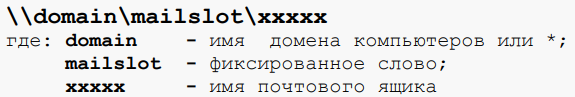 \\domain\mailslot\xxxxx
где: domain - имя домена компьютеров или *;
mailslot - фиксированное слово;
xxxxx - имя почтового ящика